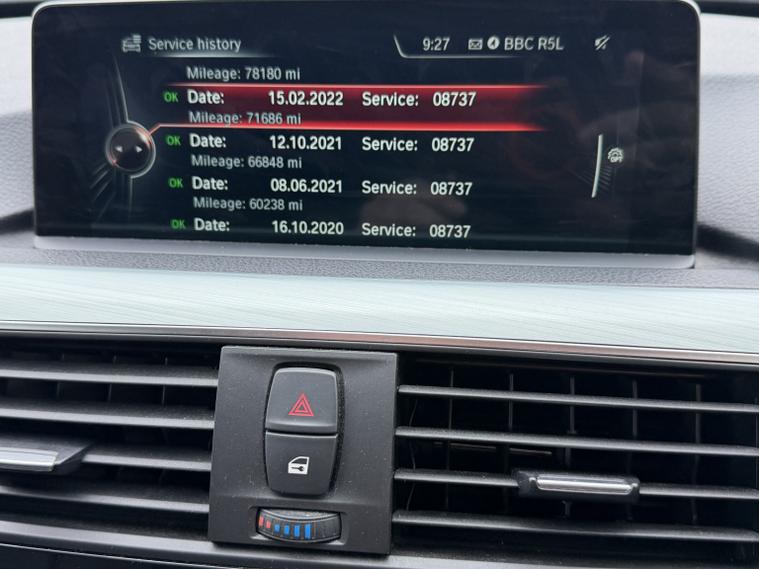 Service history 9:27 BBC R5L
Mileage: 78180 mi
OK Date: 15.02.2022 Service: 08737
Mileage: 71686 mi
OK Date: 12.10.2021 Service: 08737
Mileage: 66848 mi
OK Date: 08.06.2021 Service: 08737
Mileage: 60238 mi
OK Date: 16.10.2020 Service: 08737
OPT